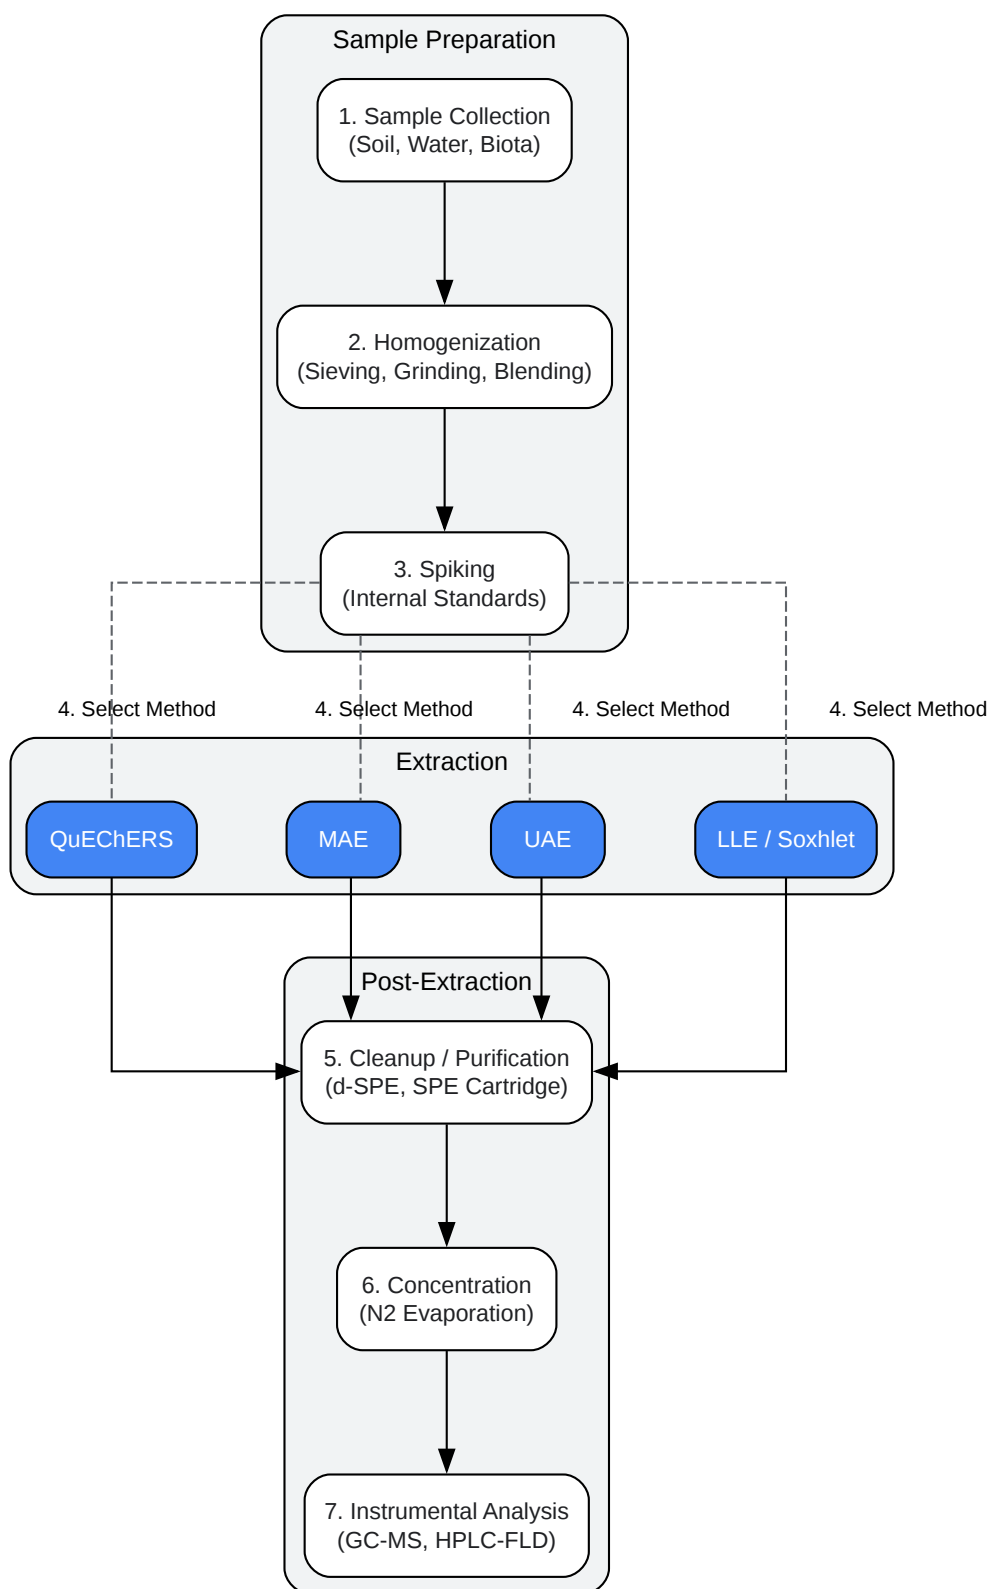 Sample Preparation
1. Sample Collection
(Soil, Water, Biota)
2. Homogenization
(Sieving, Grinding, Blending)
3. Spiking
(Internal Standards)
4. Select Method
4. Select Method
4. Select Method
4. Select Method
Extraction
QuEChERS
MAE
UAE
LLE / Soxhlet
Post-Extraction
5. Cleanup / Purification
(d-SPE, SPE Cartridge)
6. Concentration
(N2 Evaporation)
7. Instrumental Analysis
(GC-MS, HPLC-FLD)